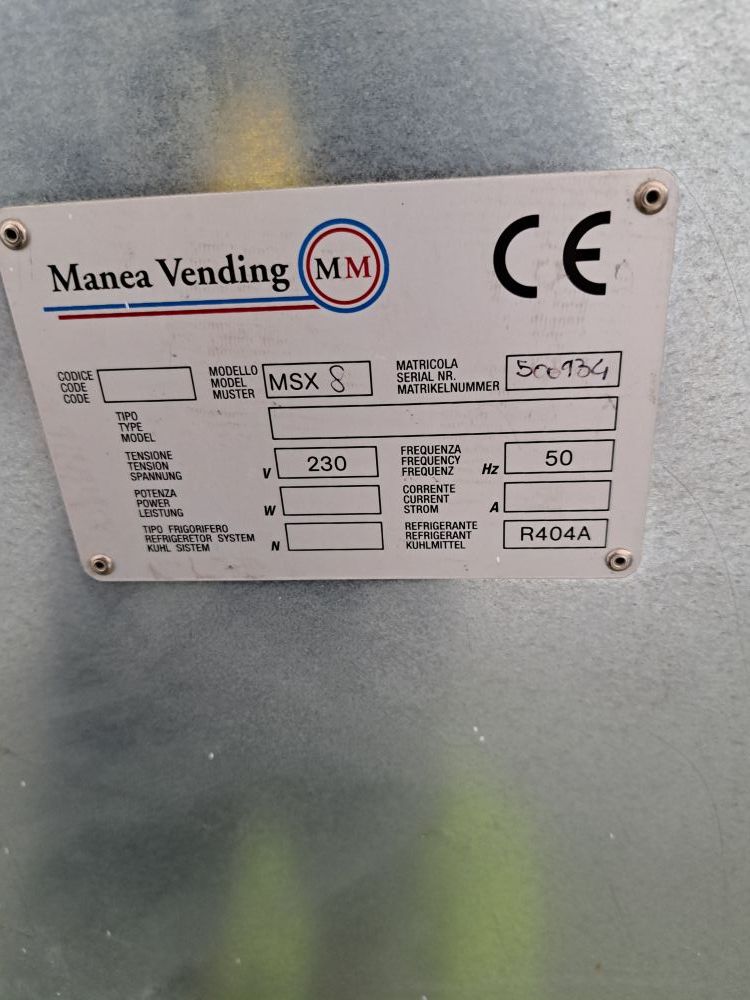 Manea Vending MM CE
CODICE
CODE
CODE
MODELLO
MODEL
MUSTER
MSX 8
MATRICOLA
SERIAL NR.
MATRIKELNUMMER
500934
TIPO
TYPE
MODEL
TENSIONE
TENSION
SPANNUNG
V 230
FREQUENZA
FREQUENCY
FREQUENZ
Hz 50
POTENZA
POWER
LEISTUNG
W
CORRENTE
CURRENT
STROM
A
TIPO FRIGORIFERO
REFRIGERETOR SYSTEM
KUHL SISTEM
N
REFRIGERANTE
REFRIGERANT
KUHLMITTEL
R404A